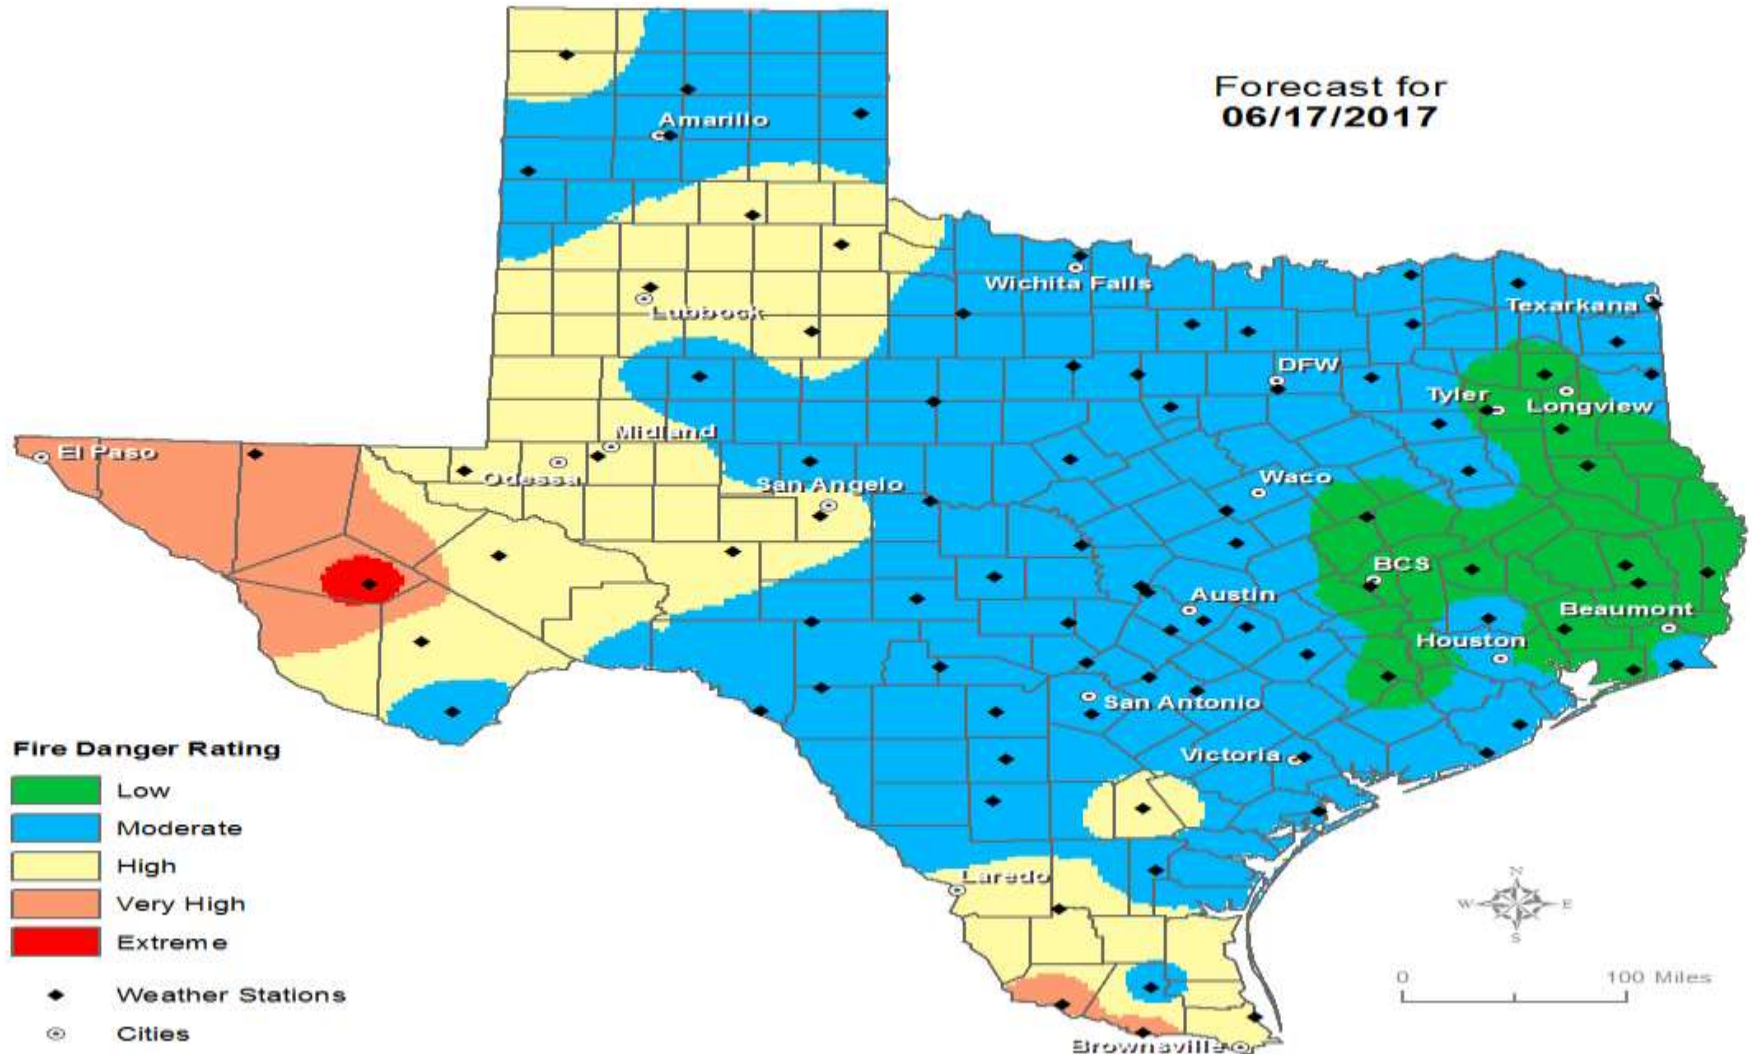 Forecast for
06/17/2017
Amarillo
Wichita Falls
Lubbock
Texarkana
DFW
Tyler
Longview
Midland
El Paso
Odessa
San Angelo
Waco
BCS
Austin
Beaumont
Houston
San Antonio
Victoria
Laredo
Brownsville
Fire Danger Rating
Low
Moderate
High
Very High
Extreme
Weather Stations
Cities
N
W E
S
0 100 Miles